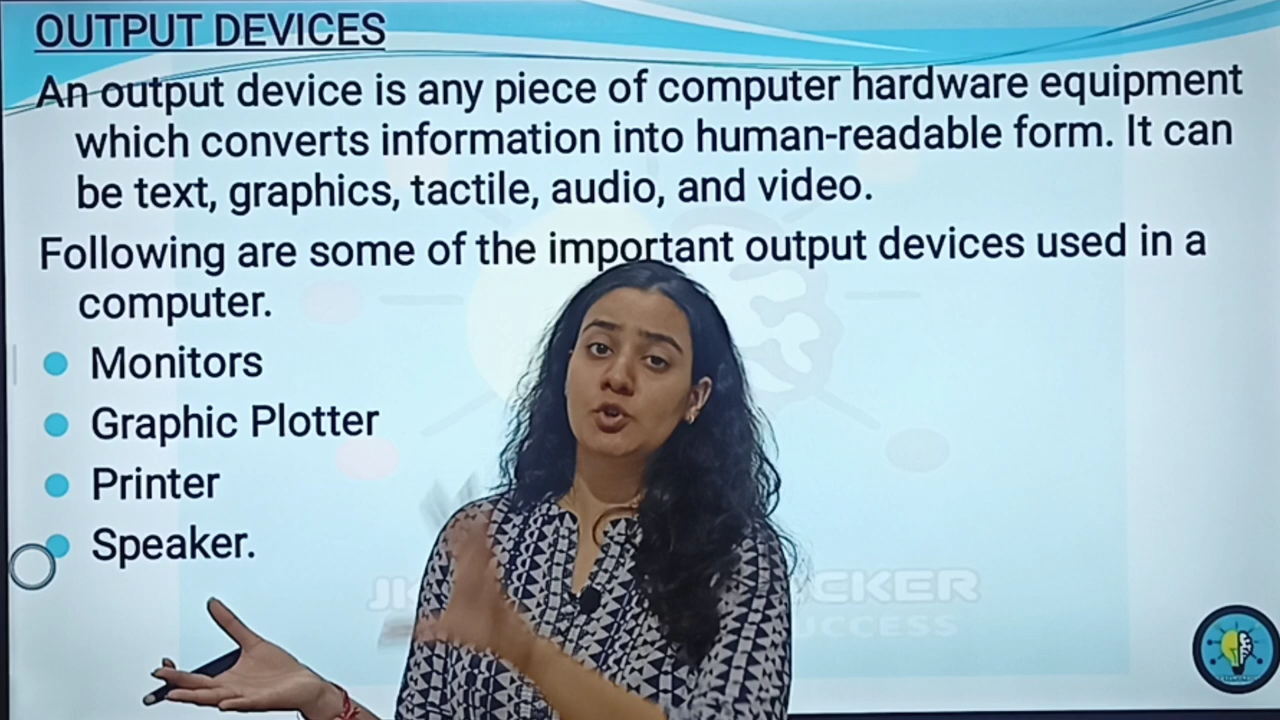 OUTPUT DEVICES
An output device is any piece of computer hardware equipment
which converts information into human-readable form. It can
be text, graphics, tactile, audio, and video.
Following are some of the important output devices used in a
computer.
Monitors
Graphic Plotter
Printer
Speaker.